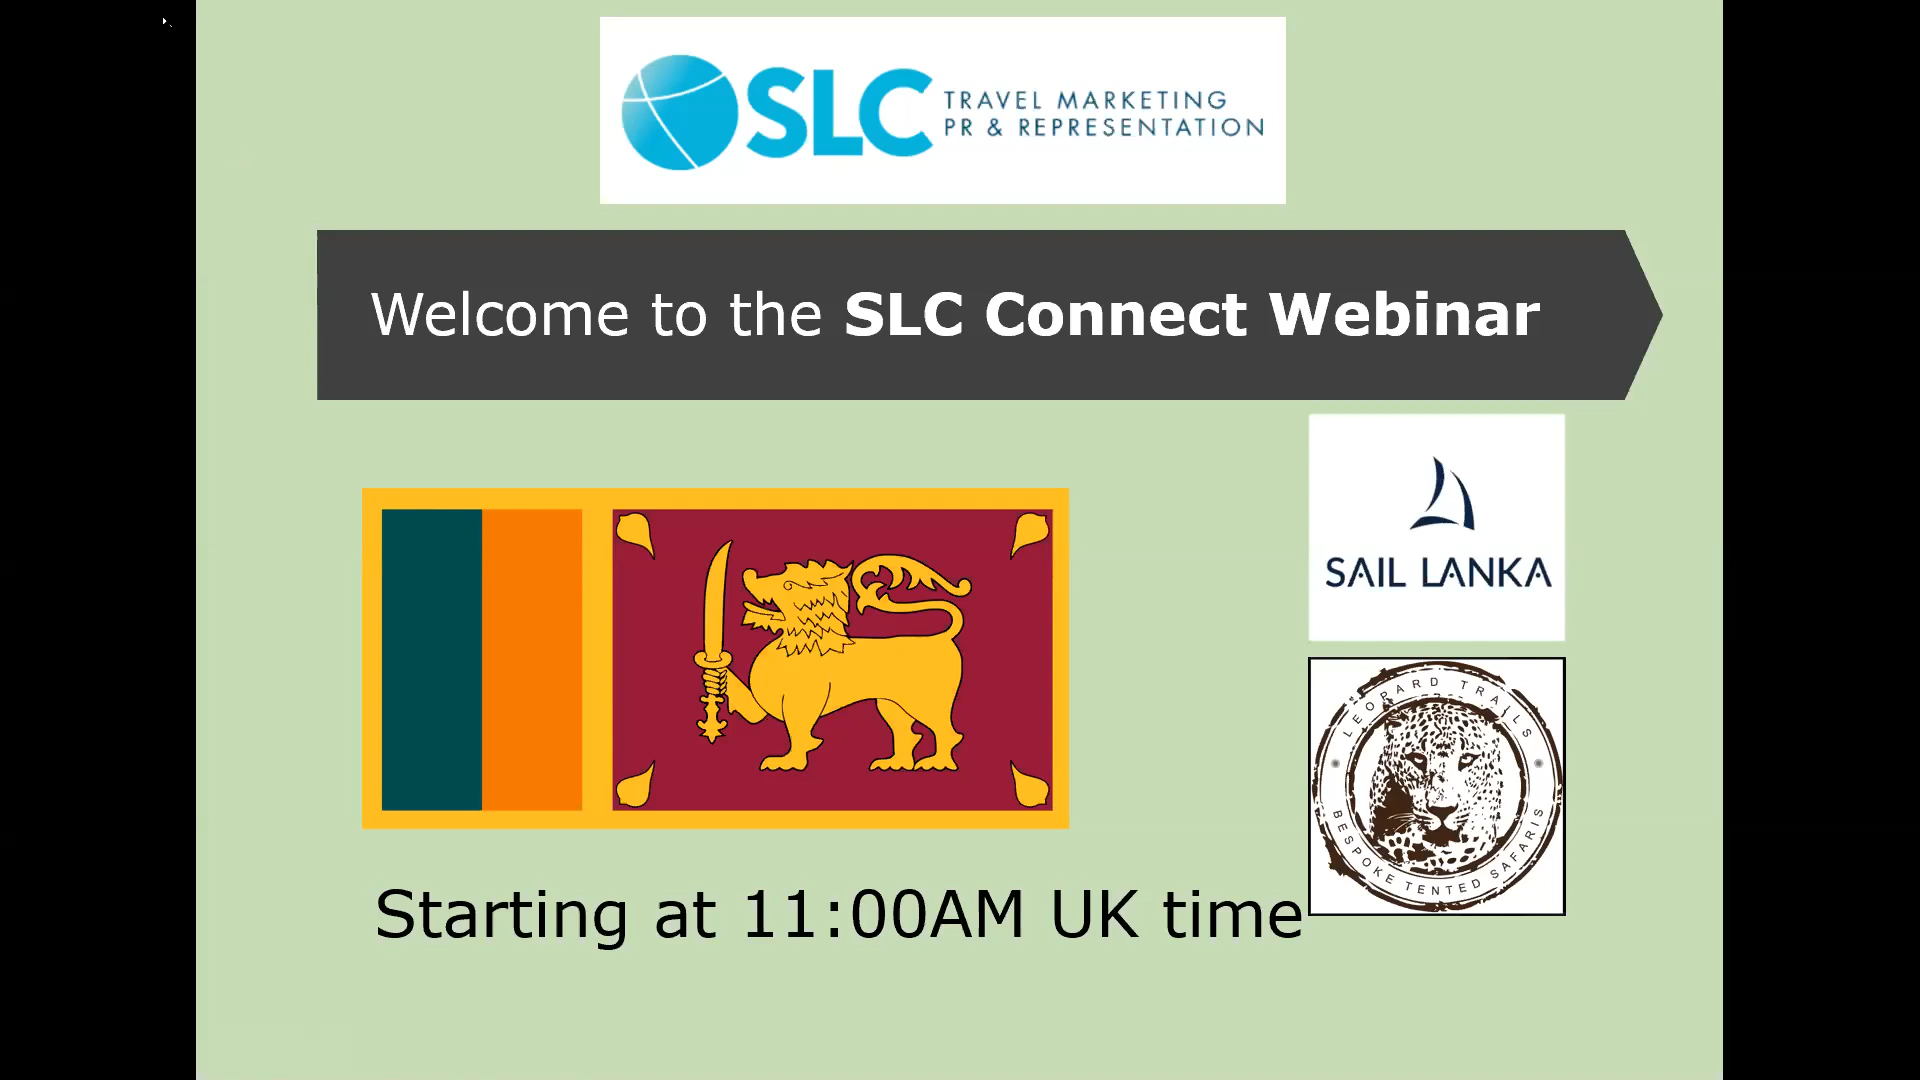 SLC
TRAVEL MARKETING
PR & REPRESENTATION
Welcome to the SLC Connect Webinar
SAIL LANKA
LEOPARD TRAILS
BESPOKE TENTED SAFARIS
Starting at 11:00AM UK time